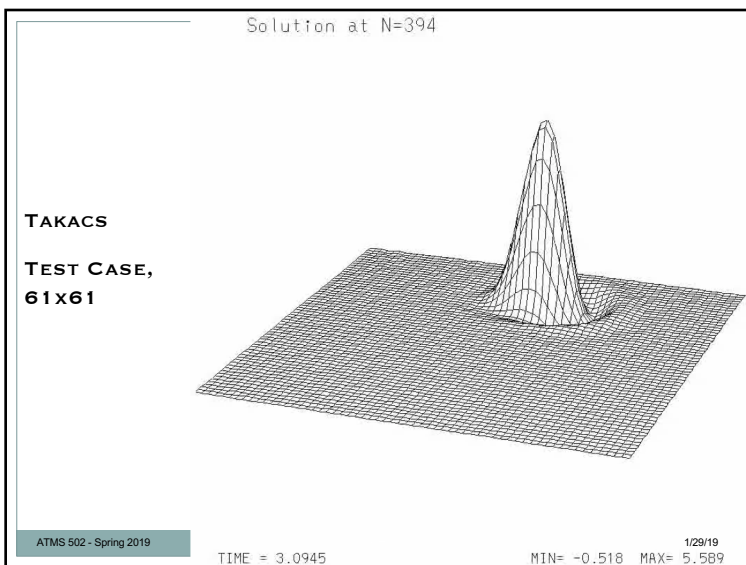 Solution at N=394
TAKACS
TEST CASE,
61X61
ATMS 502 - Spring 2019
1/29/19
TIME = 3.0945
MIN= -0.518 MAX= 5.589